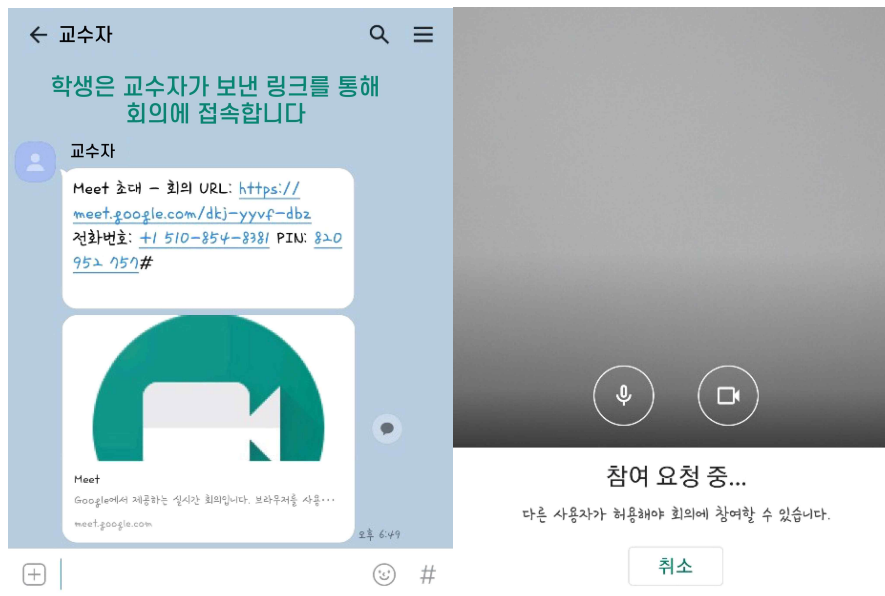 교수자
학생은 교수자가 보낸 링크를 통해
회의에 접속합니다
교수자
Meet 초대 - 회의 URL: https://
meet.google.com/dkj-yyvf-dbz
전화번호: +1 510-854-8381 PIN: 820
952 757#
Meet
Google에서 제공하는 실시간 회의입니다. 브라우저를 사용...
meet.google.com
오후 6:49
#
참여 요청 중...
다른 사용자가 허용해야 회의에 참여할 수 있습니다.
취소